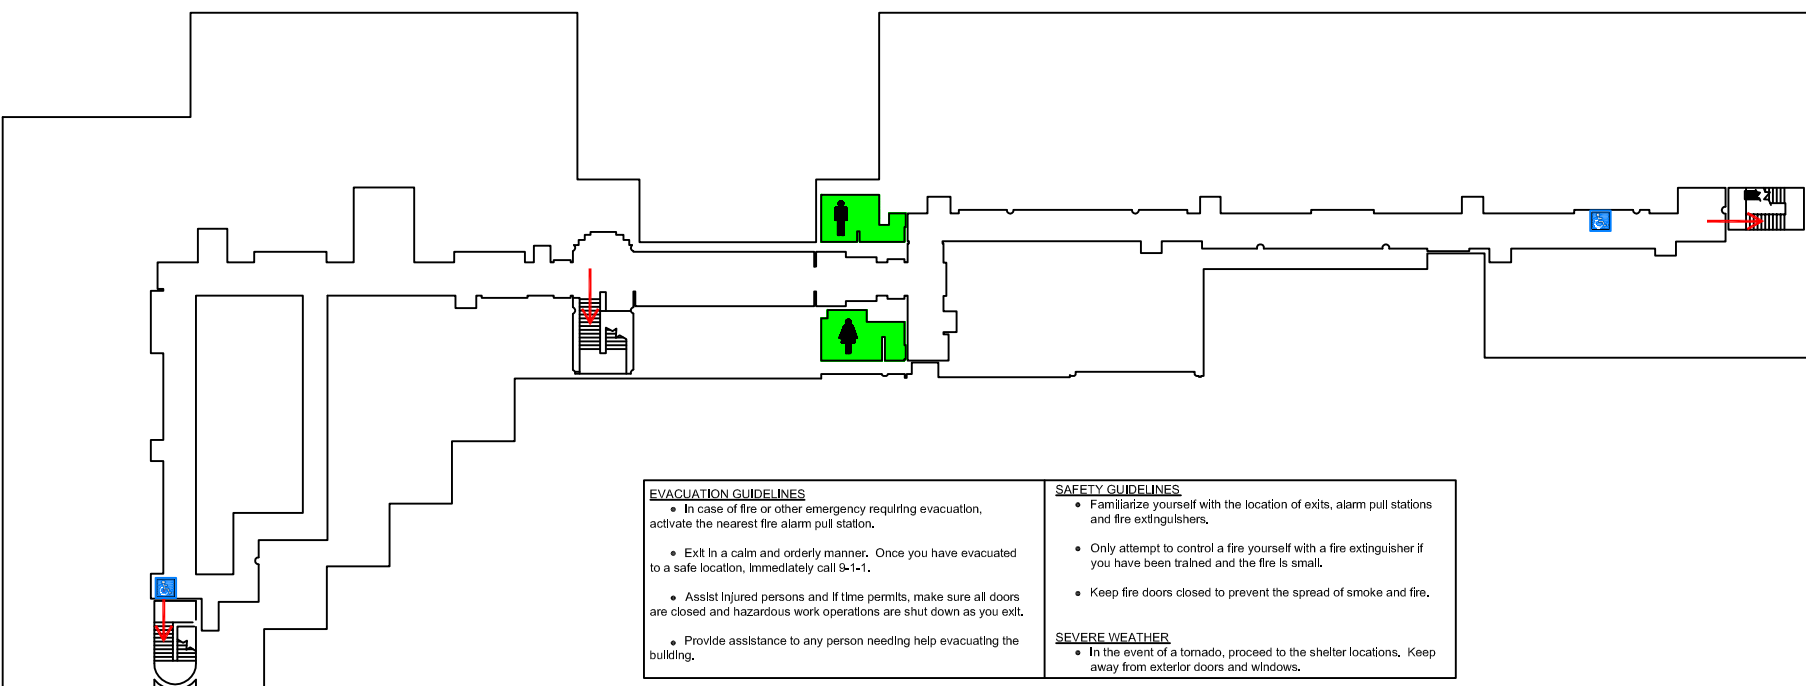 EVACUATION GUIDELINES
• In case of fire or other emergency requiring evacuation,
activate the nearest fire alarm pull station.
• Exit in a calm and orderly manner. Once you have evacuated
to a safe location, immediately call 9-1-1.
• Assist injured persons and if time permits, make sure all doors
are closed and hazardous work operations are shut down as you exit.
• Provide assistance to any person needing help evacuating the
building.
SAFETY GUIDELINES
• Familiarize yourself with the location of exits, alarm pull stations
and fire extinguishers.
• Only attempt to control a fire yourself with a fire extinguisher if
you have been trained and the fire is small.
• Keep fire doors closed to prevent the spread of smoke and fire.
SEVERE WEATHER
• In the event of a tornado, proceed to the shelter locations. Keep
away from exterior doors and windows.